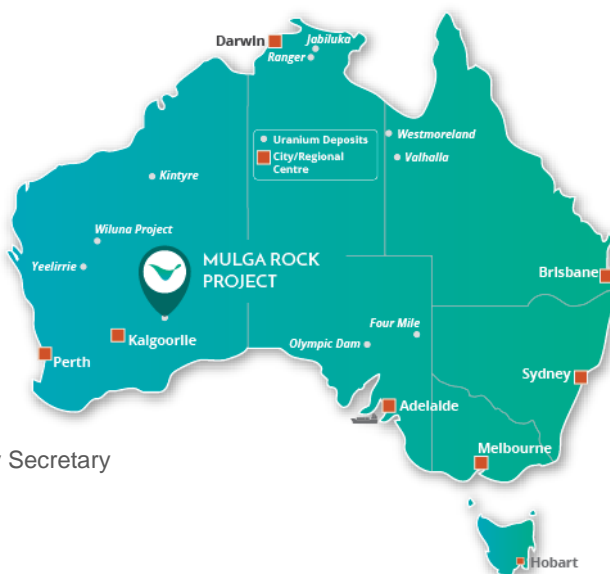 Darwin
Jabiluka
Ranger
Uranium Deposits
City/Regional
Centre
Westmoreland
Valhalla
Kintyre
Wiluna Project
MULGA ROCK
PROJECT
Yeelirrie
Brisbane
Four Mile
Kalgoorlie
Olympic Dam
Perth
Sydney
Adelaide
Melbourne
Secretary
Hobart